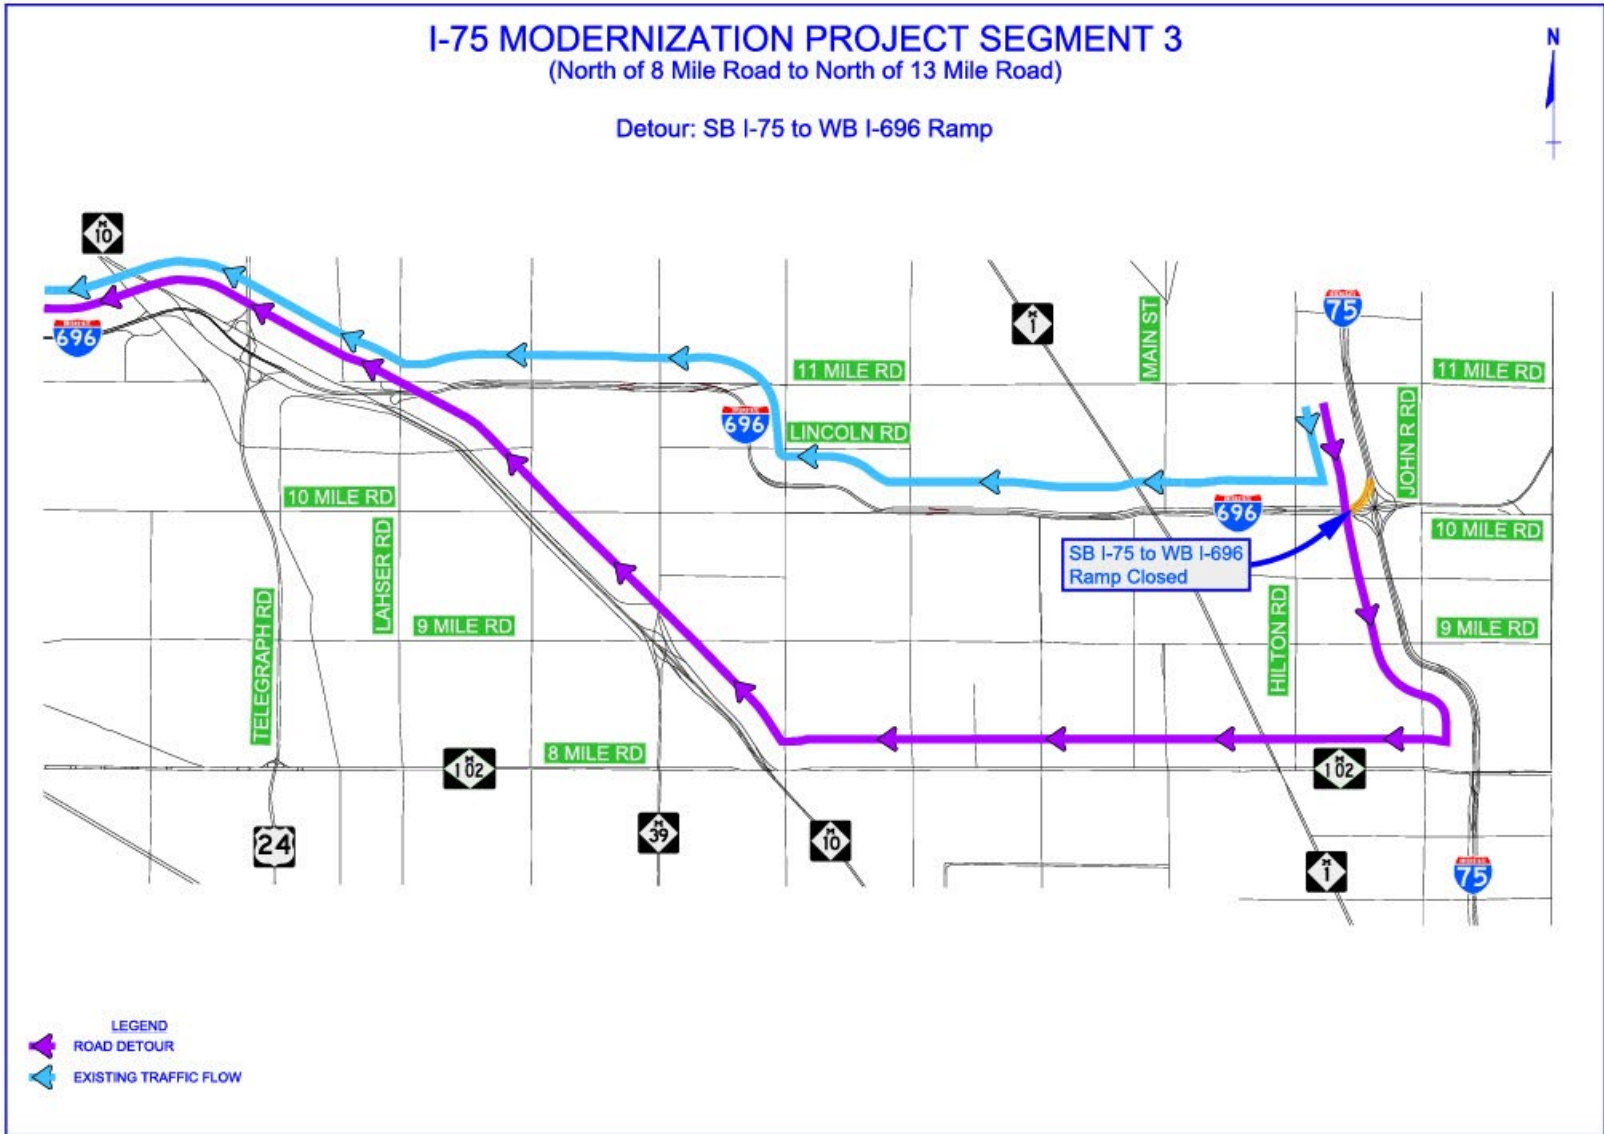 I-75 MODERNIZATION PROJECT SEGMENT 3
(North of 8 Mile Road to North of 13 Mile Road)
N
Detour: SB I-75 to WB I-696 Ramp
M
10
75
696
M
1
MAIN ST
11 MILE RD
11 MILE RD
JOHN R RD
696
LINCOLN RD
10 MILE RD
LAHSER RD
696
10 MILE RD
SB I-75 to WB I-696
Ramp Closed
TELEGRAPH RD
9 MILE RD
HILTON RD
9 MILE RD
8 MILE RD
M
102
M
102
24
M
39
M
10
M
1
75
LEGEND
ROAD DETOUR
EXISTING TRAFFIC FLOW